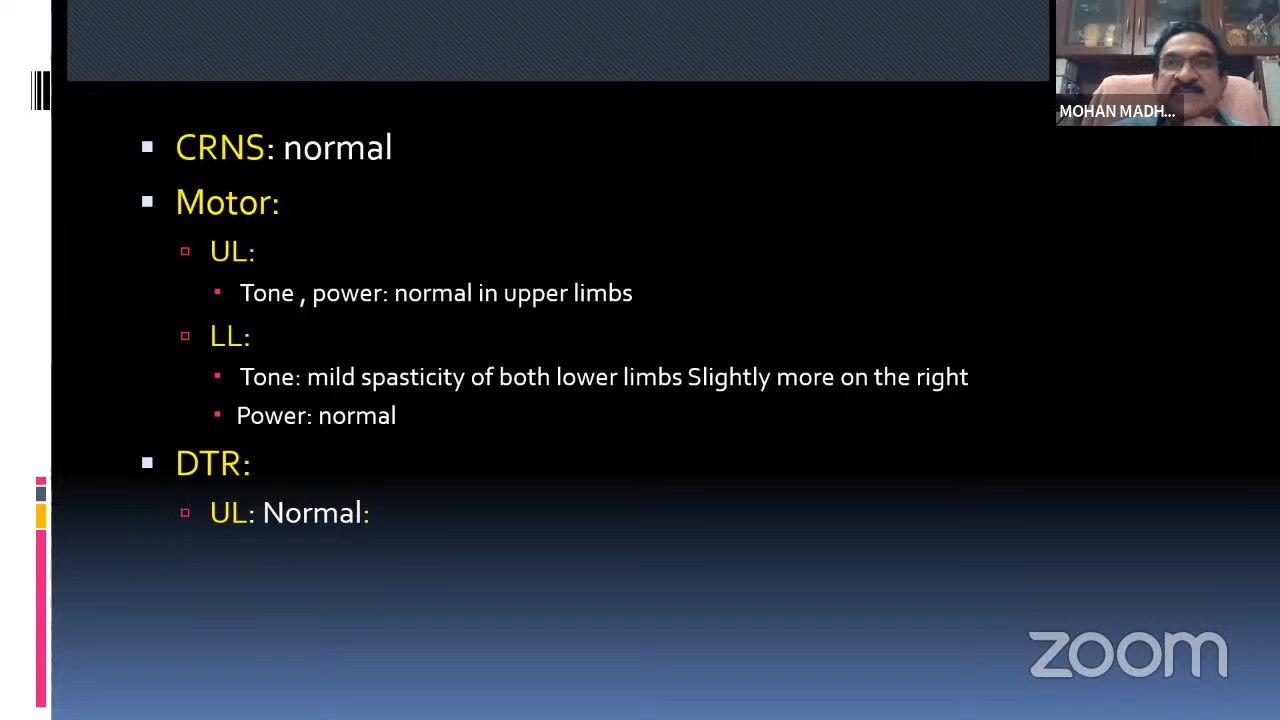 MOHAN MADH...
CRNS: normal
Motor:
UL:
Tone , power: normal in upper limbs
LL:
Tone: mild spasticity of both lower limbs Slightly more on the right
Power: normal
DTR:
UL: Normal:
zoom